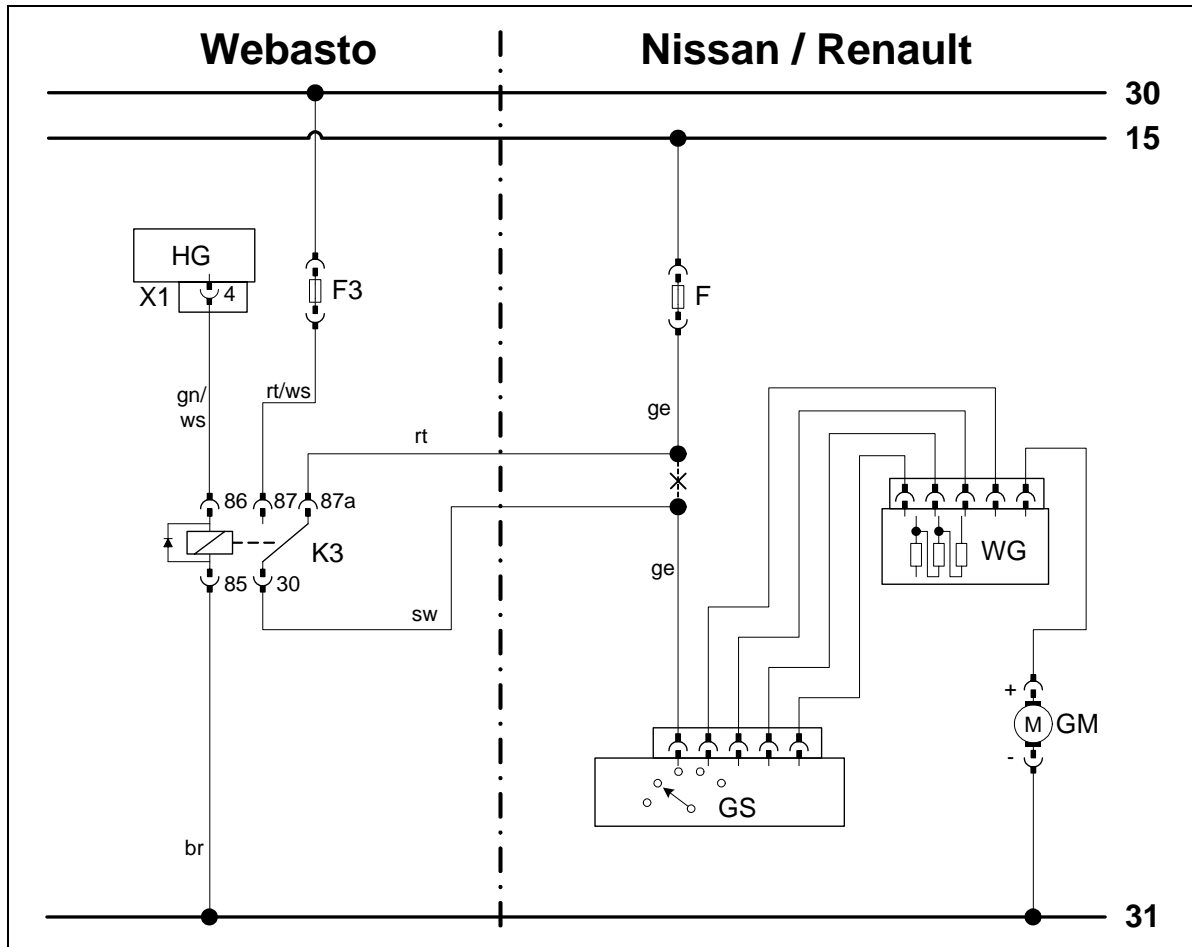 Webasto
Nissan / Renault
30
15
HG
X1
4
F3
F
gn/
ws
rt/ws
ge
rt
86
87
87a
K3
85
30
WG
ge
sw
+
M
GM
-
GS
br
31